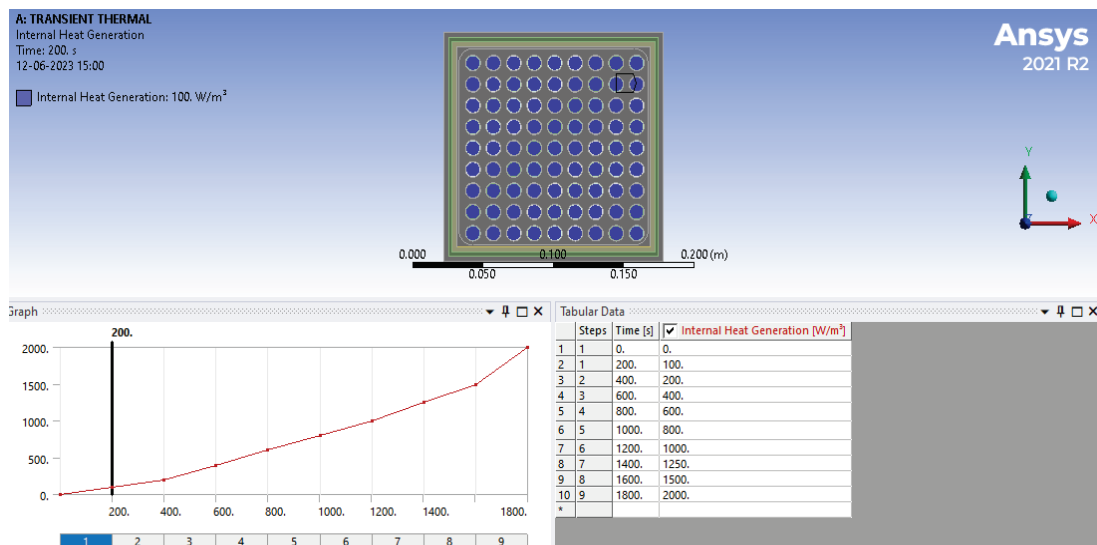 A: TRANSIENT THERMAL
Internal Heat Generation
Time: 200. s
12-06-2023 15:00
Internal Heat Generation: 100. W/m³
Ansys
2021 R2
Y
X
Z
0.000 0.100 0.200 (m)
0.050 0.150
Graph
200.
2000.
1500.
1000.
500.
0.
200. 400. 600. 800. 1000. 1200. 1400. 1800.
1 2 3 4 5 6 7 8 9
Tabular Data
Steps Time [s] Internal Heat Generation [W/m³]
1 1 0. 0.
2 1 200. 100.
3 2 400. 200.
4 3 600. 400.
5 4 800. 600.
6 5 1000. 800.
7 6 1200. 1000.
8 7 1400. 1250.
9 8 1600. 1500.
10 9 1800. 2000.
*